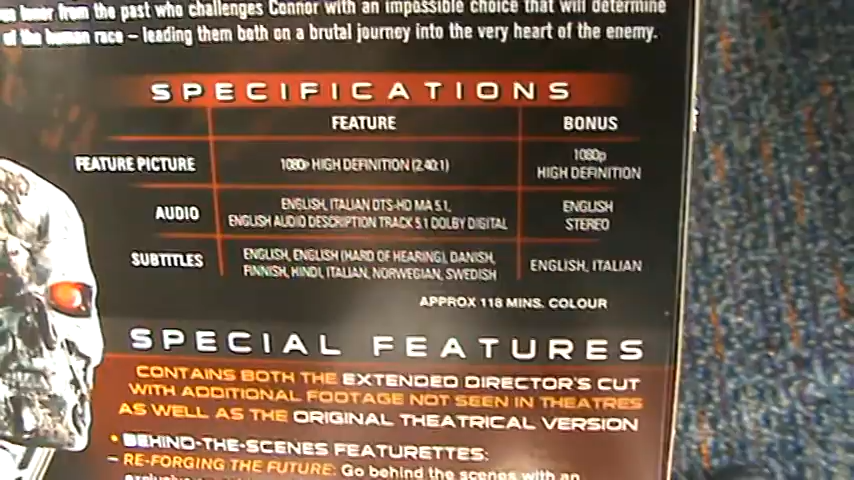 from the past who challenges Connor with an impossible choice that will determine
of the human race – leading them both on a brutal journey into the very heart of the enemy.
SPECIFICATIONS
FEATURE BONUS
FEATURE PICTURE 1080p HIGH DEFINITION (2.40:1) 1080p HIGH DEFINITION
AUDIO ENGLISH, ITALIAN DTS-HD MA 5.1, ENGLISH STEREO
ENGLISH AUDIO DESCRIPTION TRACK 5.1 DOLBY DIGITAL
SUBTITLES ENGLISH, ENGLISH (HARD OF HEARING), DANISH, ENGLISH, ITALIAN
FINNISH, HINDI, ITALIAN, NORWEGIAN, SWEDISH
APPROX 118 MINS. COLOUR
SPECIAL FEATURES
CONTAINS BOTH THE EXTENDED DIRECTOR'S CUT
WITH ADDITIONAL FOOTAGE NOT SEEN IN THEATRES
AS WELL AS THE ORIGINAL THEATRICAL VERSION
• BEHIND-THE-SCENES FEATURETTES:
– RE-FORGING THE FUTURE: Go behind the scenes with an